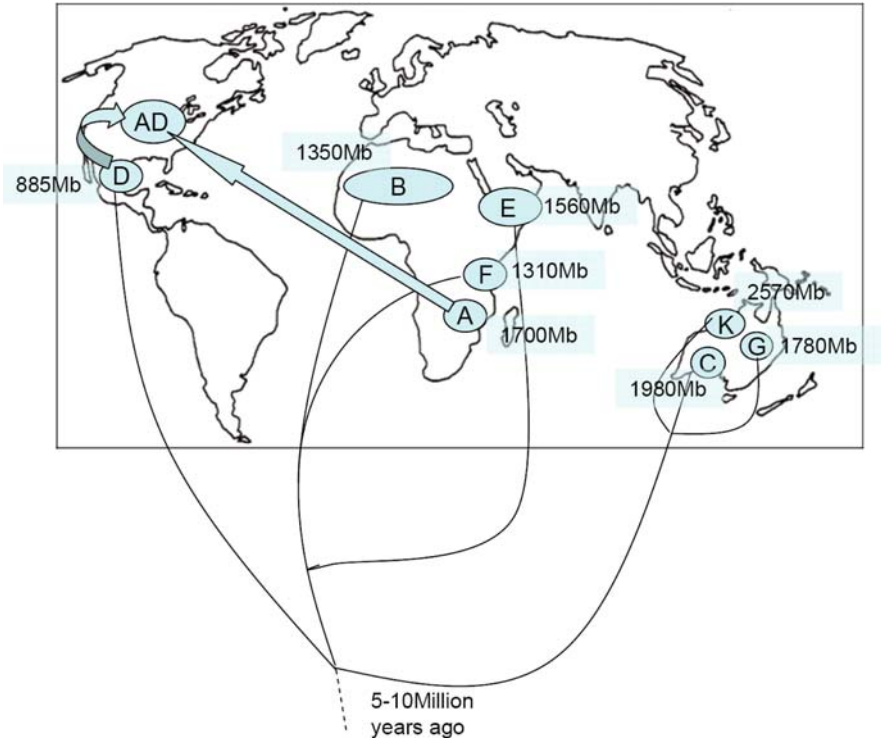 AD
1350Mb
B
885Mb
D
E
1560Mb
F
1310Mb
2570Mb
A
K
1700Mb
G
1780Mb
C
1980Mb
5-10Million
years ago